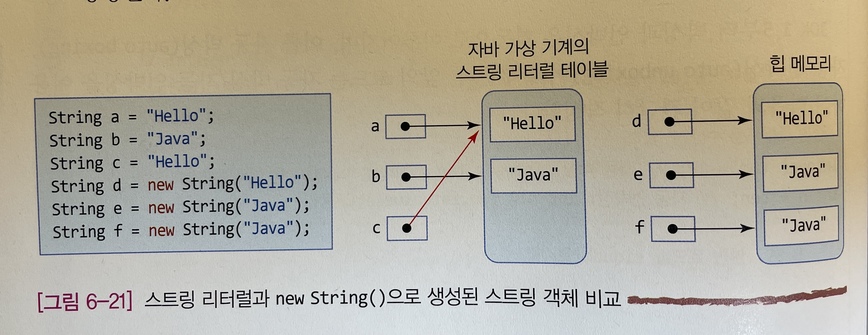 String a = "Hello";
String b = "Java";
String c = "Hello";
String d = new String("Hello");
String e = new String("Java");
String f = new String("Java");
자바 가상 기계의
스트링 리터럴 테이블
a
"Hello"
b
"Java"
c
힙 메모리
d
"Hello"
e
"Java"
f
"Java"
[그림 6-21] 스트링 리터럴과 new String()으로 생성된 스트링 객체 비교